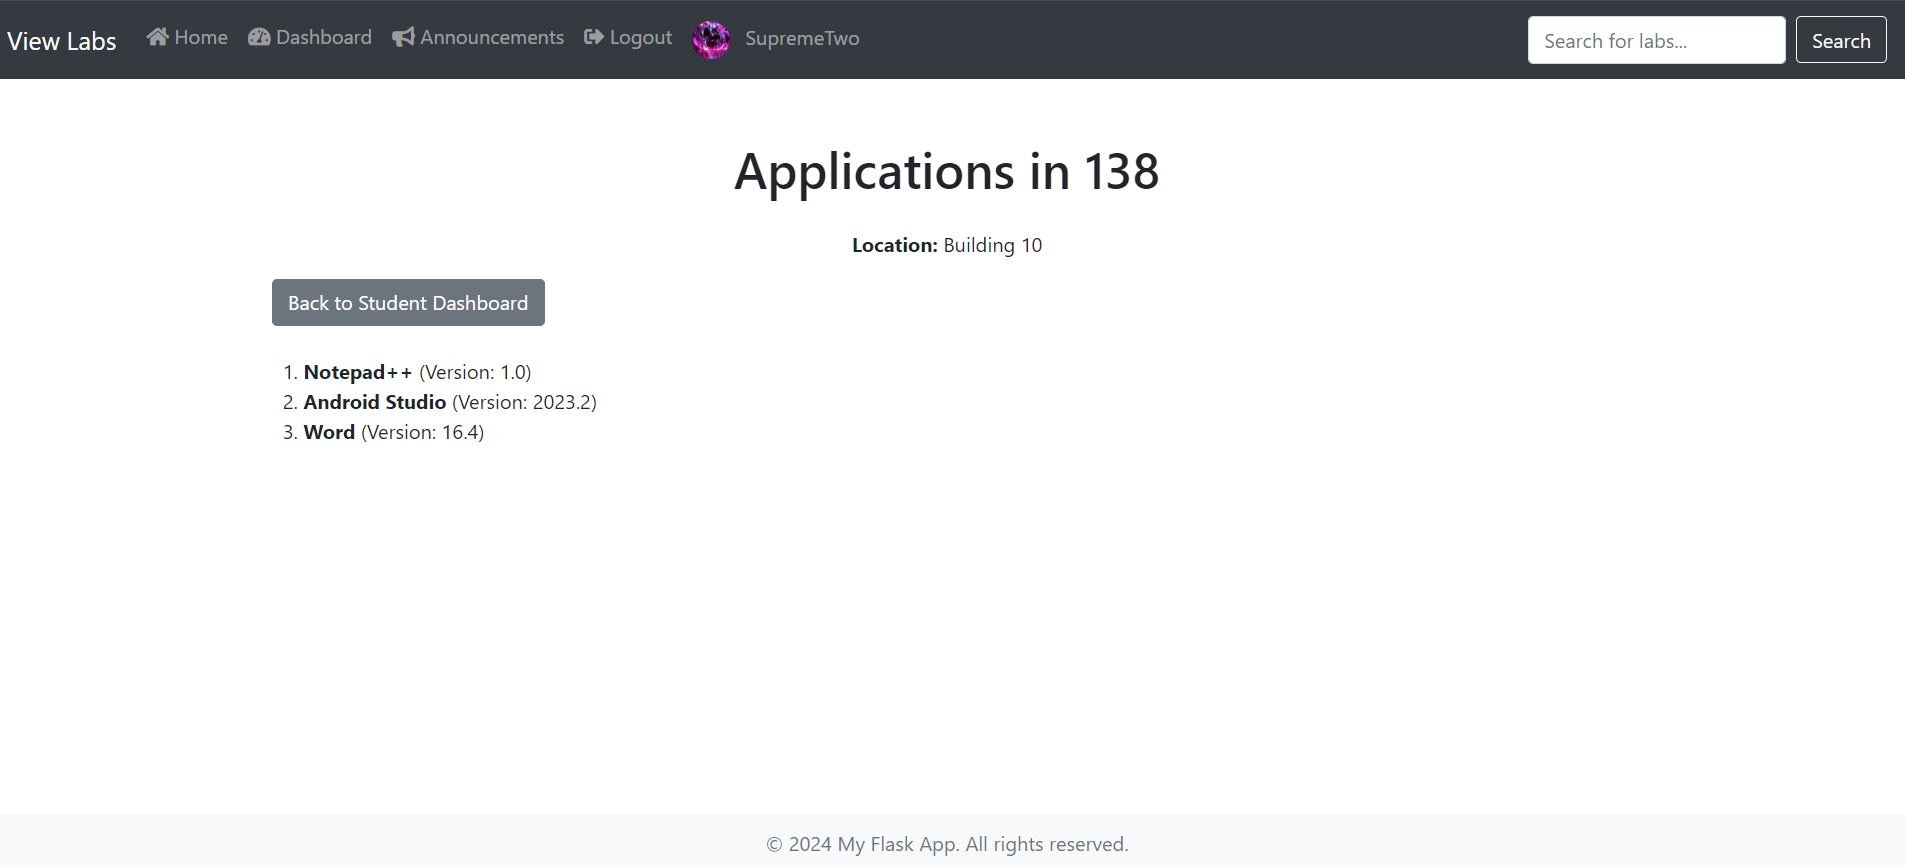 View Labs Home Dashboard Announcements Logout SupremeTwo Search for labs... Search
Applications in 138
Location: Building 10
Back to Student Dashboard
1. Notepad++ (Version: 1.0)
2. Android Studio (Version: 2023.2)
3. Word (Version: 16.4)
© 2024 My Flask App. All rights reserved.